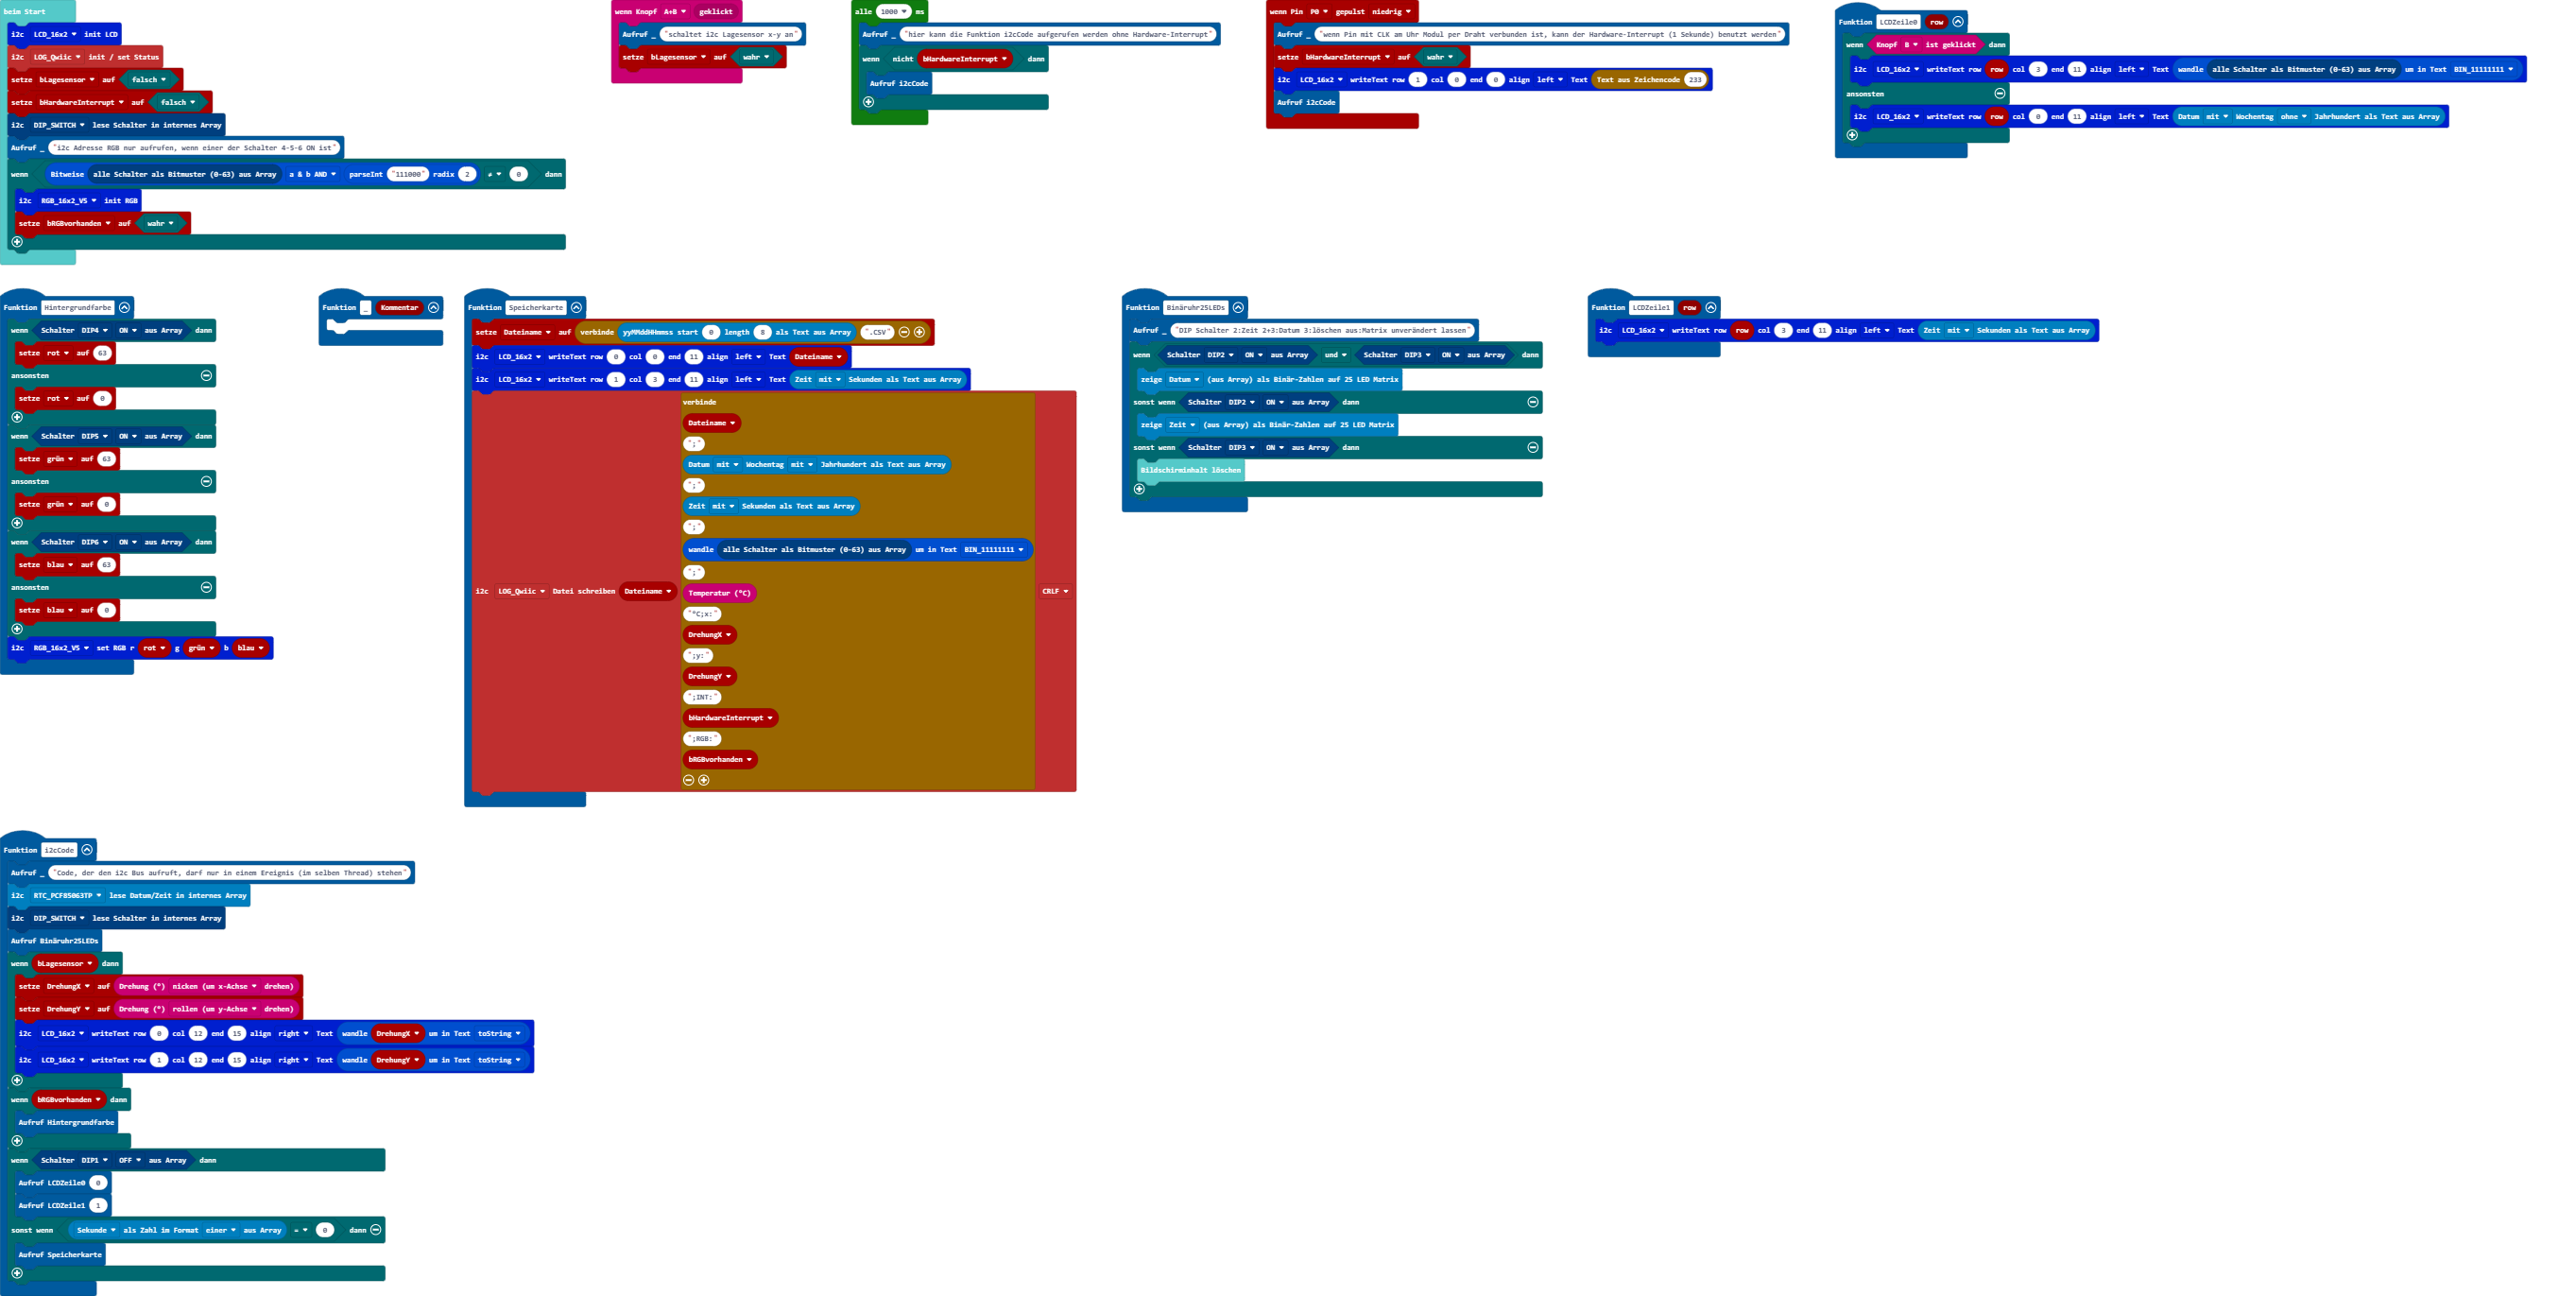 beim Start
i2c LCD_16x2 init LCD
i2c LOG_Qwiic init / set Status
setze bLagesensor auf falsch
setze bHardwareInterrupt auf falsch
i2c DIP_SWITCH lese Schalter in internes Array
Aufruf _ "i2c Adresse RGB nur aufrufen, wenn einer der Schalter 4-5-6 ON ist"
wenn Bitweise alle Schalter als Bitmuster (0-63) aus Array a & b AND parseInt "111000" radix 2 ≠ 0 dann
i2c RGB_16x2_V5 init RGB
setze bRGBvorhanden auf wahr
wenn Knopf A+B geklickt
Aufruf _ "schaltet i2c Lagesensor x-y an"
setze bLagesensor auf wahr
alle 1000 ms
Aufruf _ "hier kann die Funktion i2cCode aufgerufen werden ohne Hardware-Interrupt"
wenn nicht bHardwareInterrupt dann
Aufruf i2cCode
wenn Pin P0 gepulst niedrig
Aufruf _ "wenn Pin mit CLK am Uhr Modul per Draht verbunden ist, kann der Hardware-Interrupt (1 Sekunde) benutzt werden"
setze bHardwareInterrupt auf wahr
i2c LCD_16x2 writeText row 1 col 0 end 0 align left Text Text aus Zeichencode 233
Aufruf i2cCode
Funktion LCDZeile0 row
wenn Knopf B ist geklickt dann
i2c LCD_16x2 writeText row row col 3 end 11 align left Text wandle alle Schalter als Bitmuster (0-63) aus Array um in Text BIN_11111111
ansonsten
i2c LCD_16x2 writeText row row col 0 end 11 align left Text Datum mit Wochentag ohne Jahrhundert als Text aus Array
Funktion Hintergrundfarbe
wenn Schalter DIP4 ON aus Array dann
setze rot auf 63
ansonsten
setze rot auf 0
wenn Schalter DIP5 ON aus Array dann
setze grün auf 63
ansonsten
setze grün auf 0
wenn Schalter DIP6 ON aus Array dann
setze blau auf 63
ansonsten
setze blau auf 0
i2c RGB_16x2_V5 set RGB r rot g grün b blau
Funktion _ Kommentar
Funktion Speicherkarte
setze Dateiname auf verbinde yyMMddHHmmss start 0 length 8 als Text aus Array ".CSV"
i2c LCD_16x2 writeText row 0 col 0 end 11 align left Text Dateiname
i2c LCD_16x2 writeText row 1 col 3 end 11 align left Text Zeit mit Sekunden als Text aus Array
verbinde
Dateiname
";"
Datum mit Wochentag mit Jahrhundert als Text aus Array
";"
Zeit mit Sekunden als Text aus Array
";"
wandle alle Schalter als Bitmuster (0-63) aus Array um in Text BIN_11111111
";"
i2c LOG_Qwiic Datei schreiben Dateiname Temperatur (°C) CRLF
"°C;x:"
DrehungX
";y:"
DrehungY
";INT:"
bHardwareInterrupt
";RGB:"
bRGBvorhanden
Funktion Binäruhr25LEDs
Aufruf _ "DIP Schalter 2:Zeit 2+3:Datum 3:löschen aus:Matrix unverändert lassen"
wenn Schalter DIP2 ON aus Array und Schalter DIP3 ON aus Array dann
zeige Datum (aus Array) als Binär-Zahlen auf 25 LED Matrix
sonst wenn Schalter DIP2 ON aus Array dann
zeige Zeit (aus Array) als Binär-Zahlen auf 25 LED Matrix
sonst wenn Schalter DIP3 ON aus Array dann
Bildschirminhalt löschen
Funktion LCDZeile1 row
i2c LCD_16x2 writeText row row col 3 end 11 align left Text Zeit mit Sekunden als Text aus Array
Funktion i2cCode
Aufruf _ "Code, der den i2c Bus aufruft, darf nur in einem Ereignis (im selben Thread) stehen"
i2c RTC_PCF85063TP lese Datum/Zeit in internes Array
i2c DIP_SWITCH lese Schalter in internes Array
Aufruf Binäruhr25LEDs
wenn bLagesensor dann
setze DrehungX auf Drehung (°) nicken (um x-Achse drehen)
setze DrehungY auf Drehung (°) rollen (um y-Achse drehen)
i2c LCD_16x2 writeText row 0 col 12 end 15 align right Text wandle DrehungX um in Text toString
i2c LCD_16x2 writeText row 1 col 12 end 15 align right Text wandle DrehungY um in Text toString
wenn bRGBvorhanden dann
Aufruf Hintergrundfarbe
wenn Schalter DIP1 OFF aus Array dann
Aufruf LCDZeile0 0
Aufruf LCDZeile1 1
sonst wenn Sekunde als Zahl im Format einer aus Array = 0 dann
Aufruf Speicherkarte